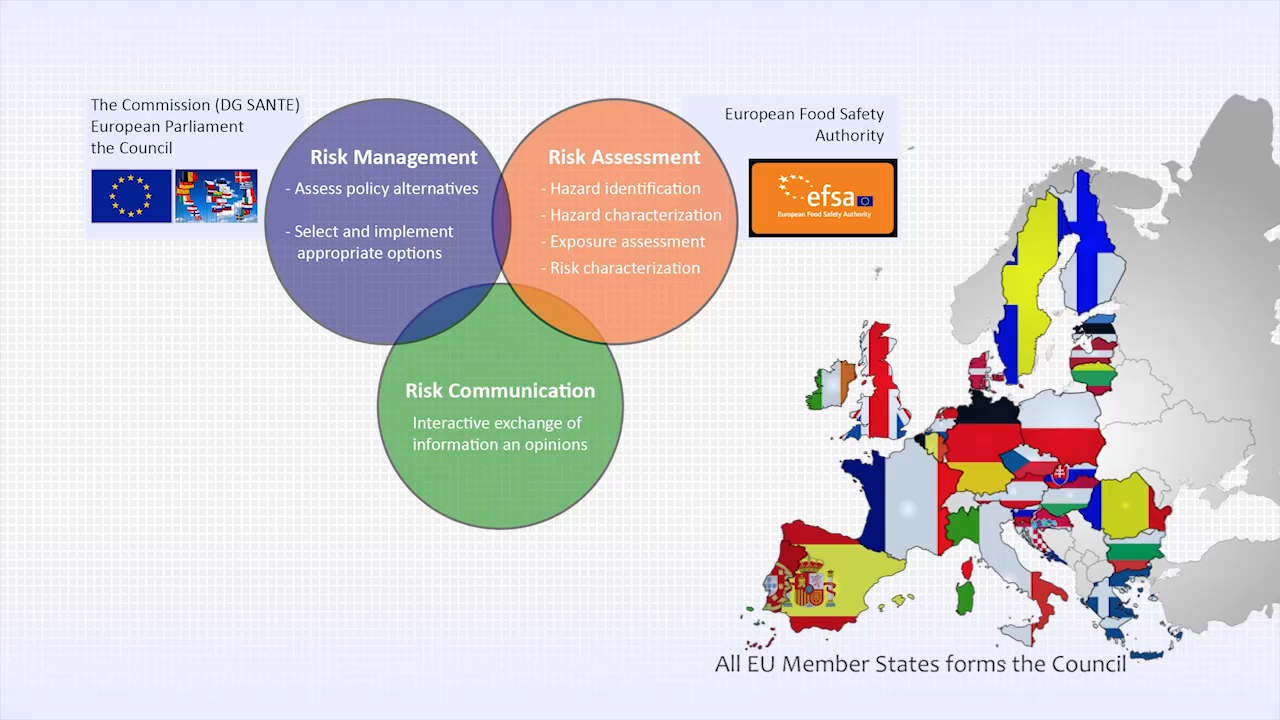 The Commission (DG SANTE)
European Parliament
the Council
Risk Management
- Assess policy alternatives
- Select and implement
appropriate options
Risk Assessment
- Hazard identification
- Hazard characterization
- Exposure assessment
- Risk characterization
European Food Safety
Authority
efsa
European Food Safety Authority
Risk Communication
Interactive exchange of
information an opinions
All EU Member States forms the Council